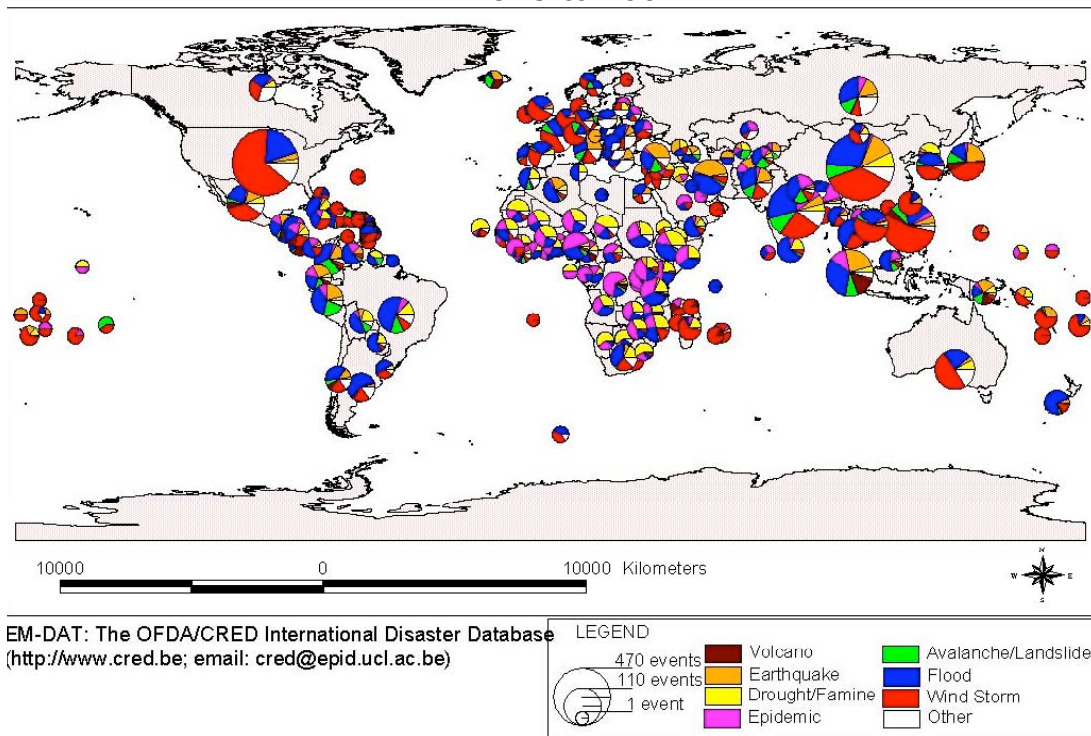 10000 0 10000 Kilometers
N
W E
S
EM-DAT: The OFDA/CRED International Disaster Database
(http://www.cred.be; email: cred@epid.ucl.ac.be)
LEGEND
470 events
110 events
1 event
Volcano
Earthquake
Drought/Famine
Epidemic
Avalanche/Landslide
Flood
Wind Storm
Other